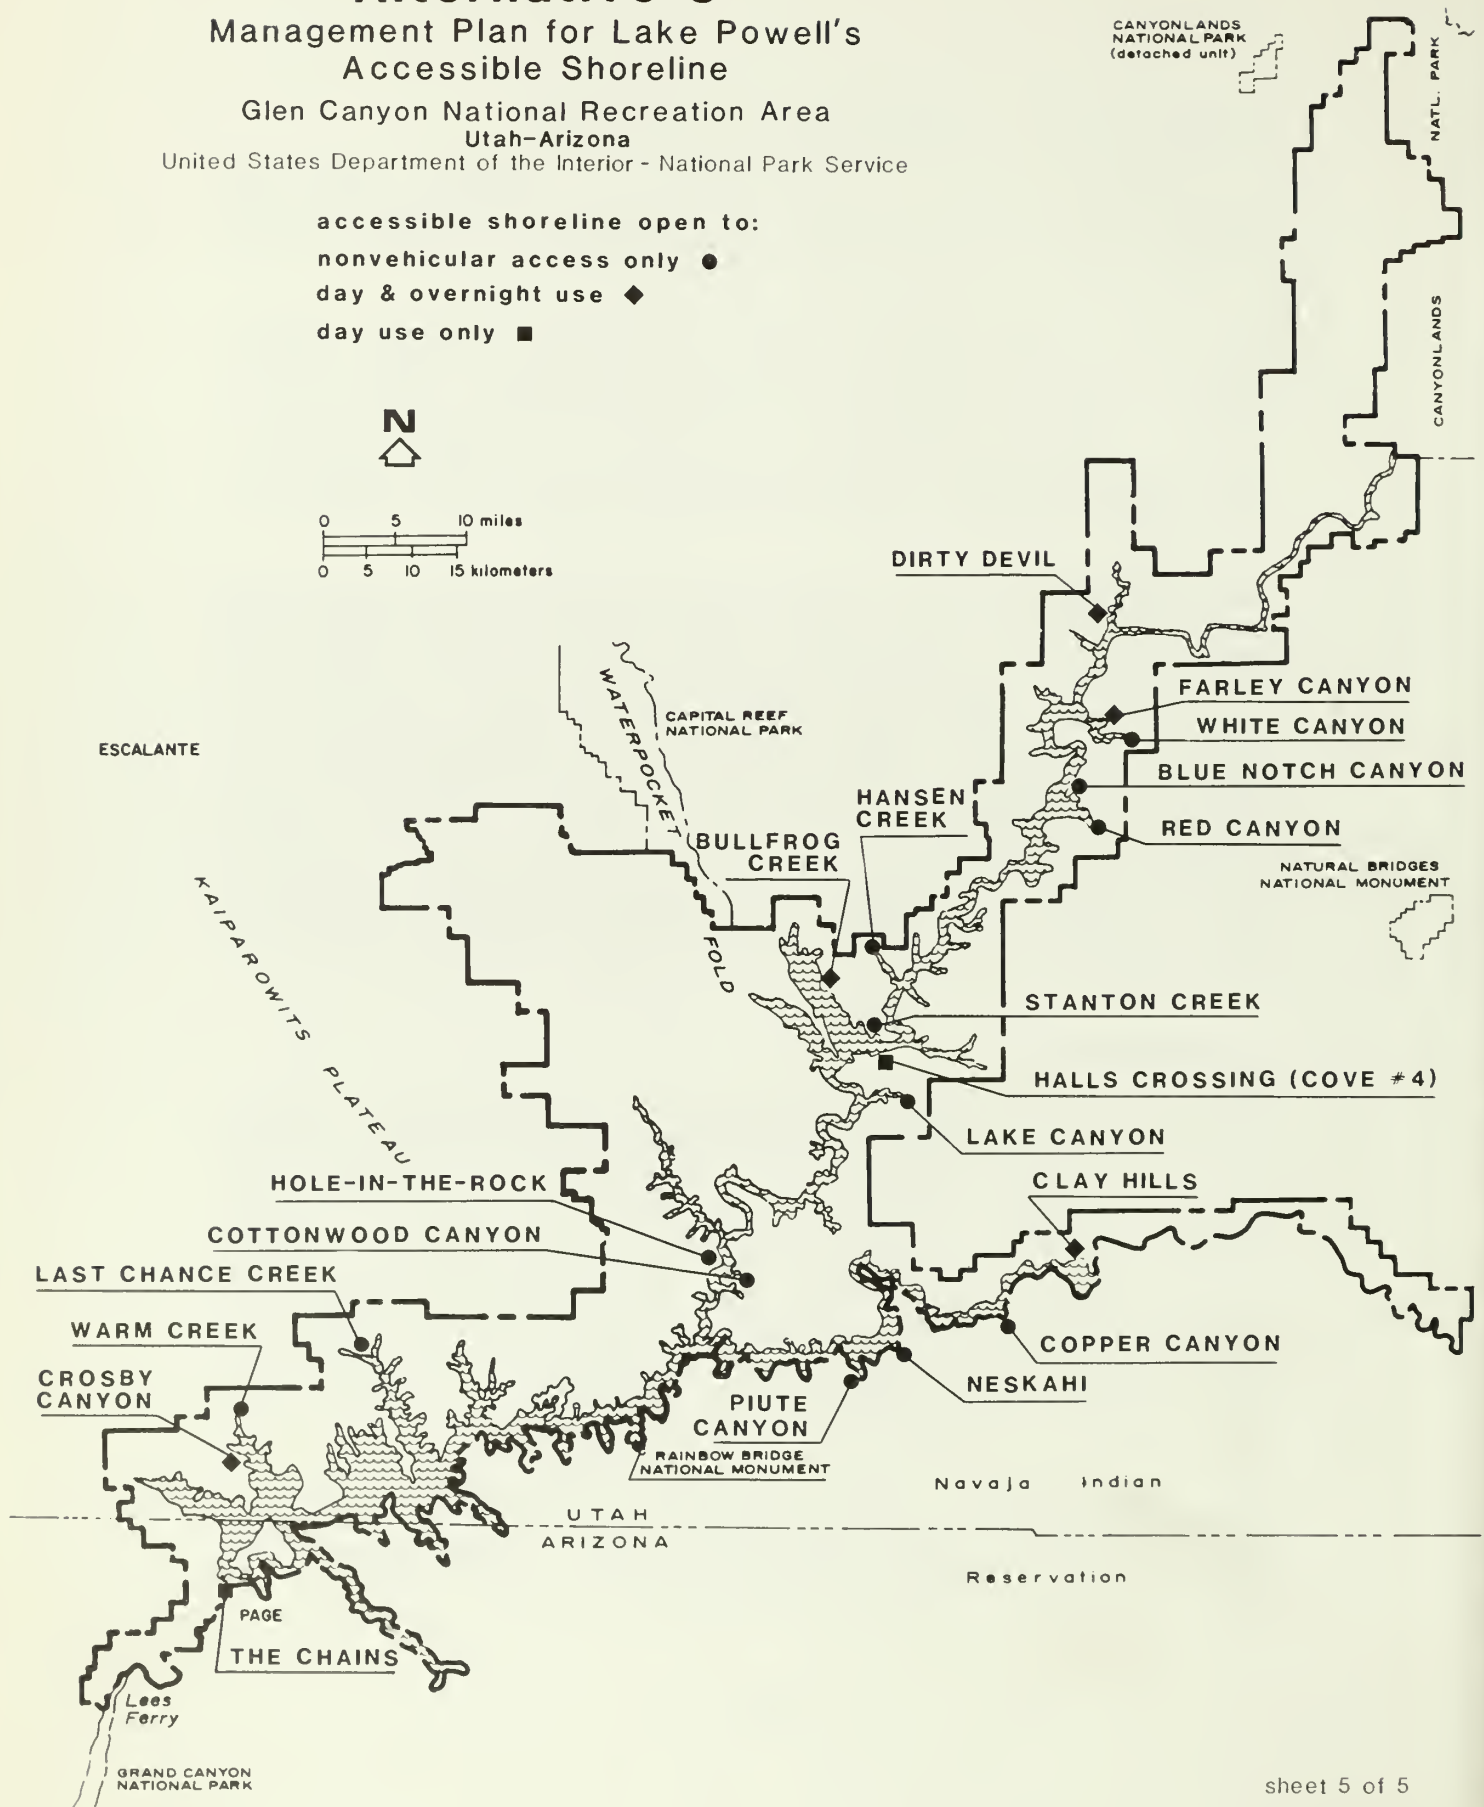 Management Plan for Lake Powell's
Accessible Shoreline
Glen Canyon National Recreation Area
Utah-Arizona
United States Department of the Interior - National Park Service
accessible shoreline open to:
nonvehicular access only
day & overnight use
day use only
CANYONLANDS
NATIONAL PARK
(detached unit)
NATL. PARK
CANYONLANDS
N
0 5 10 miles
0 5 10 15 kilometers
DIRTY DEVIL
FARLEY CANYON
WHITE CANYON
BLUE NOTCH CANYON
RED CANYON
WATERPOCKET
FOLD
CAPITAL REEF
NATIONAL PARK
ESCALANTE
HANSEN
CREEK
BULLFROG
CREEK
NATURAL BRIDGES
NATIONAL MONUMENT
KAIPAROWITS PLATEAU
STANTON CREEK
HALLS CROSSING (COVE #4)
LAKE CANYON
CLAY HILLS
HOLE-IN-THE-ROCK
COTTONWOOD CANYON
LAST CHANCE CREEK
WARM CREEK
CROSBY
CANYON
COPPER CANYON
NESKAHI
PIUTE
CANYON
RAINBOW BRIDGE
NATIONAL MONUMENT
Navaja Indian
UTAH
ARIZONA
Reservation
PAGE
THE CHAINS
Lees
Ferry
GRAND CANYON
NATIONAL PARK
sheet 5 of 5